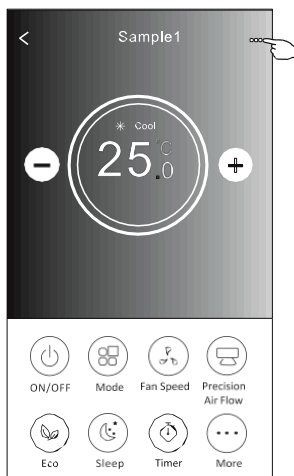 Sample1
Cool
25.0°C
ON/OFF Mode Fan Speed Precision Air Flow
Eco Sleep Timer More